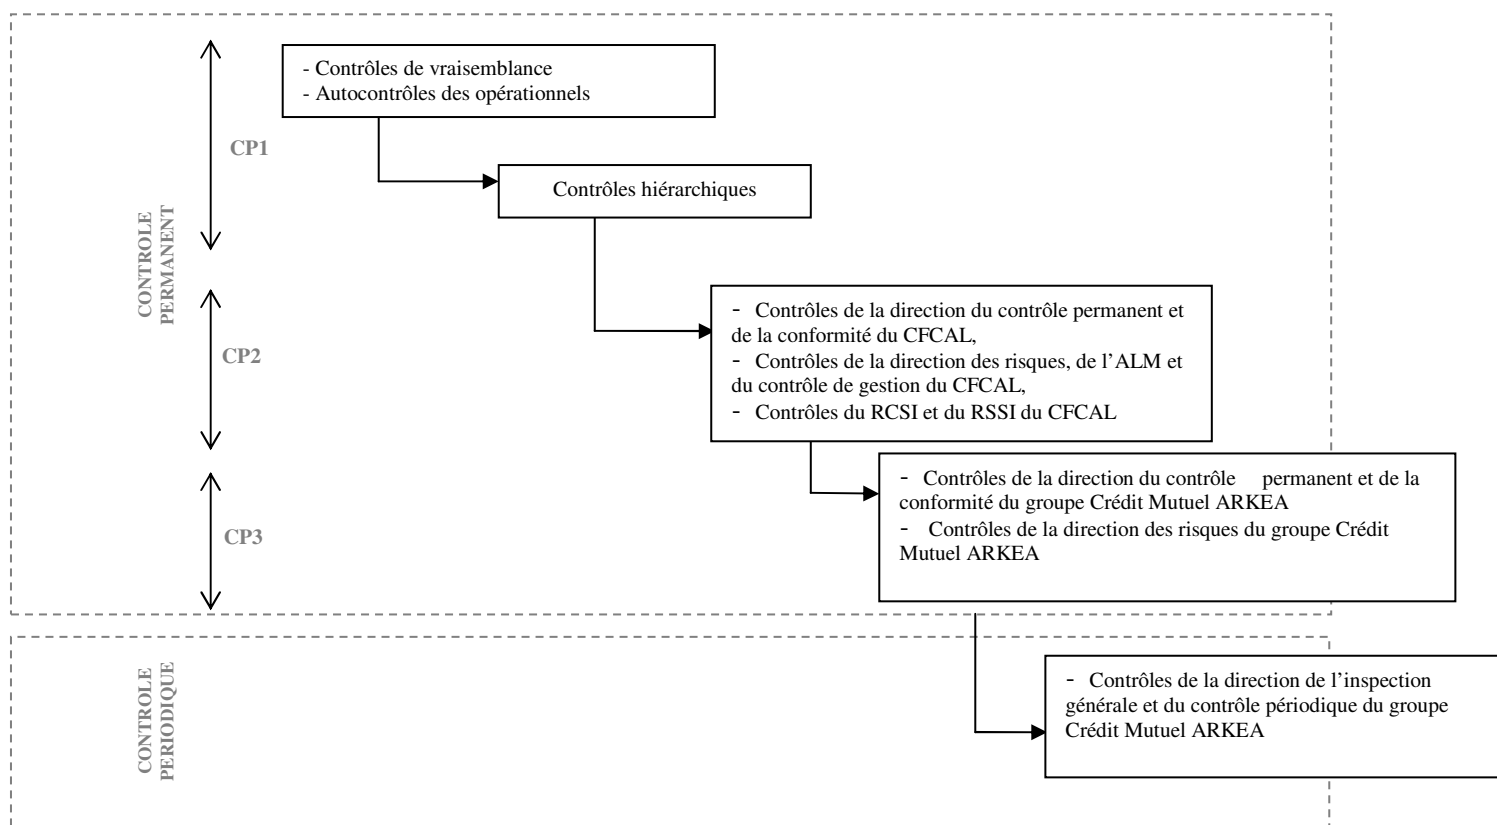 - Contrôles de vraisemblance
- Autocontrôles des opérationnels
CP1
Contrôles hiérarchiques
CONTROLE
PERMANENT
- Contrôles de la direction du contrôle permanent et
de la conformité du CFCAL,
- Contrôles de la direction des risques, de l’ALM et
du contrôle de gestion du CFCAL,
- Contrôles du RCSI et du RSSI du CFCAL
CP2
- Contrôles de la direction du contrôle permanent et de la
conformité du groupe Crédit Mutuel ARKEA
- Contrôles de la direction des risques du groupe Crédit
Mutuel ARKEA
CP3
CONTROLE
PERIODIQUE
- Contrôles de la direction de l’inspection
générale et du contrôle périodique du groupe
Crédit Mutuel ARKEA